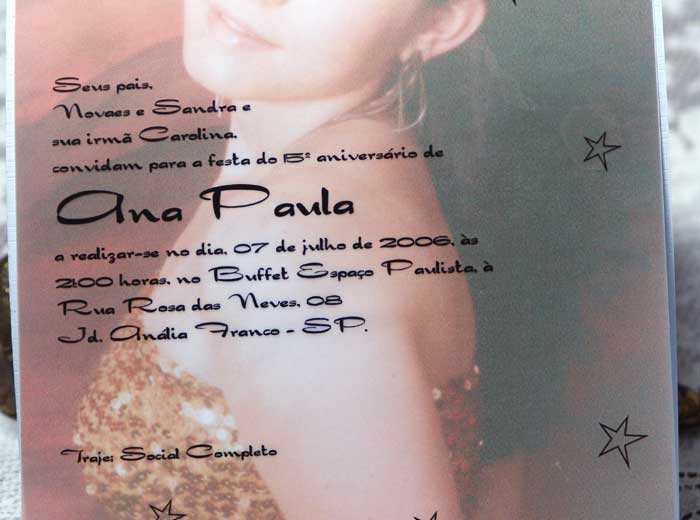 Seus pais,
Novaes e Sandra e
sua irmã Carolina,
convidam para a festa do 15º aniversário de
Ana Paula
a realizar-se no dia, 07 de julho de 2006, às
21:00 horas, no Buffet Espaço Paulista, à
Rua Rosa das Neves, 08
Jd. Anália Franco - SP.
Traje: Social Completo